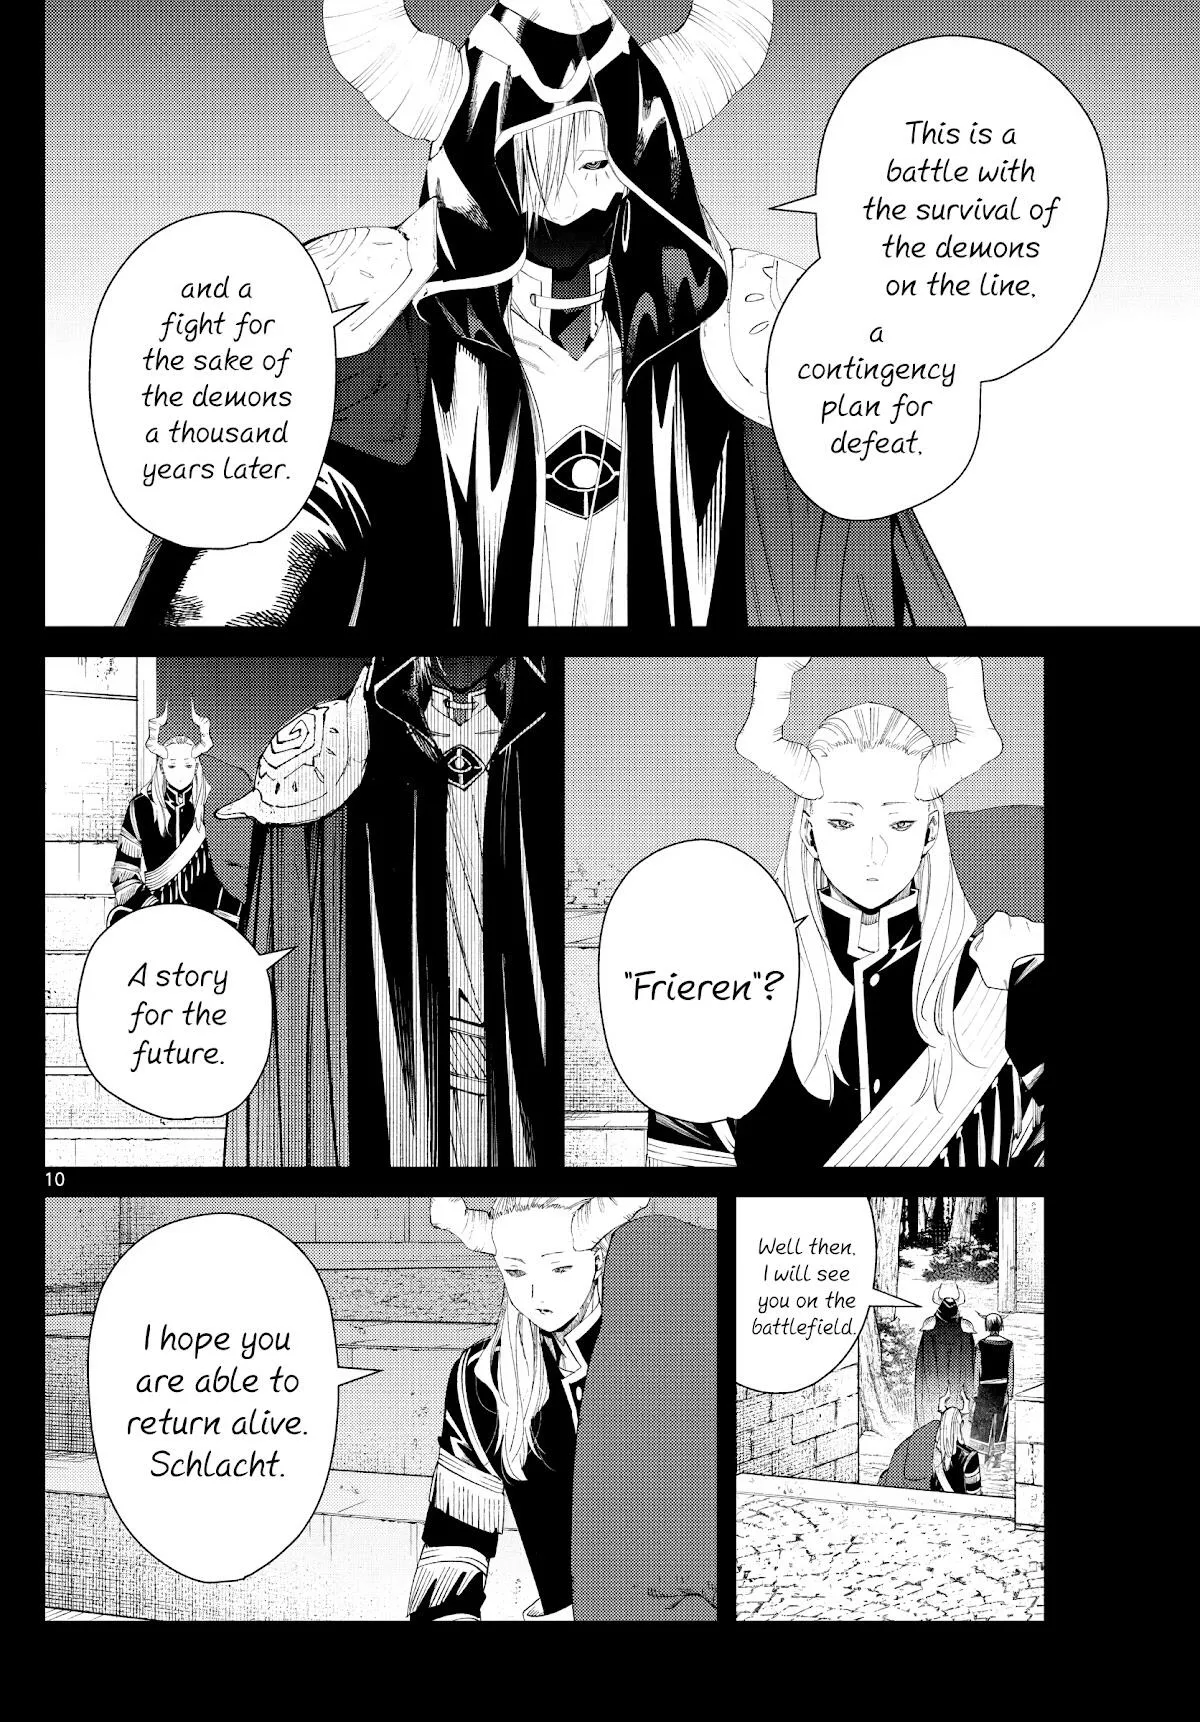 This is a
battle with
the survival of
the demons
on the line.
a
contingency
plan for
defeat.
and a
fight for
the sake of
the demons
a thousand
years later.
"Frieren"?
A story
for the
future.
10
Well then.
I will see
you on the
battlefield.
I hope you
are able to
return alive.
Schlacht.